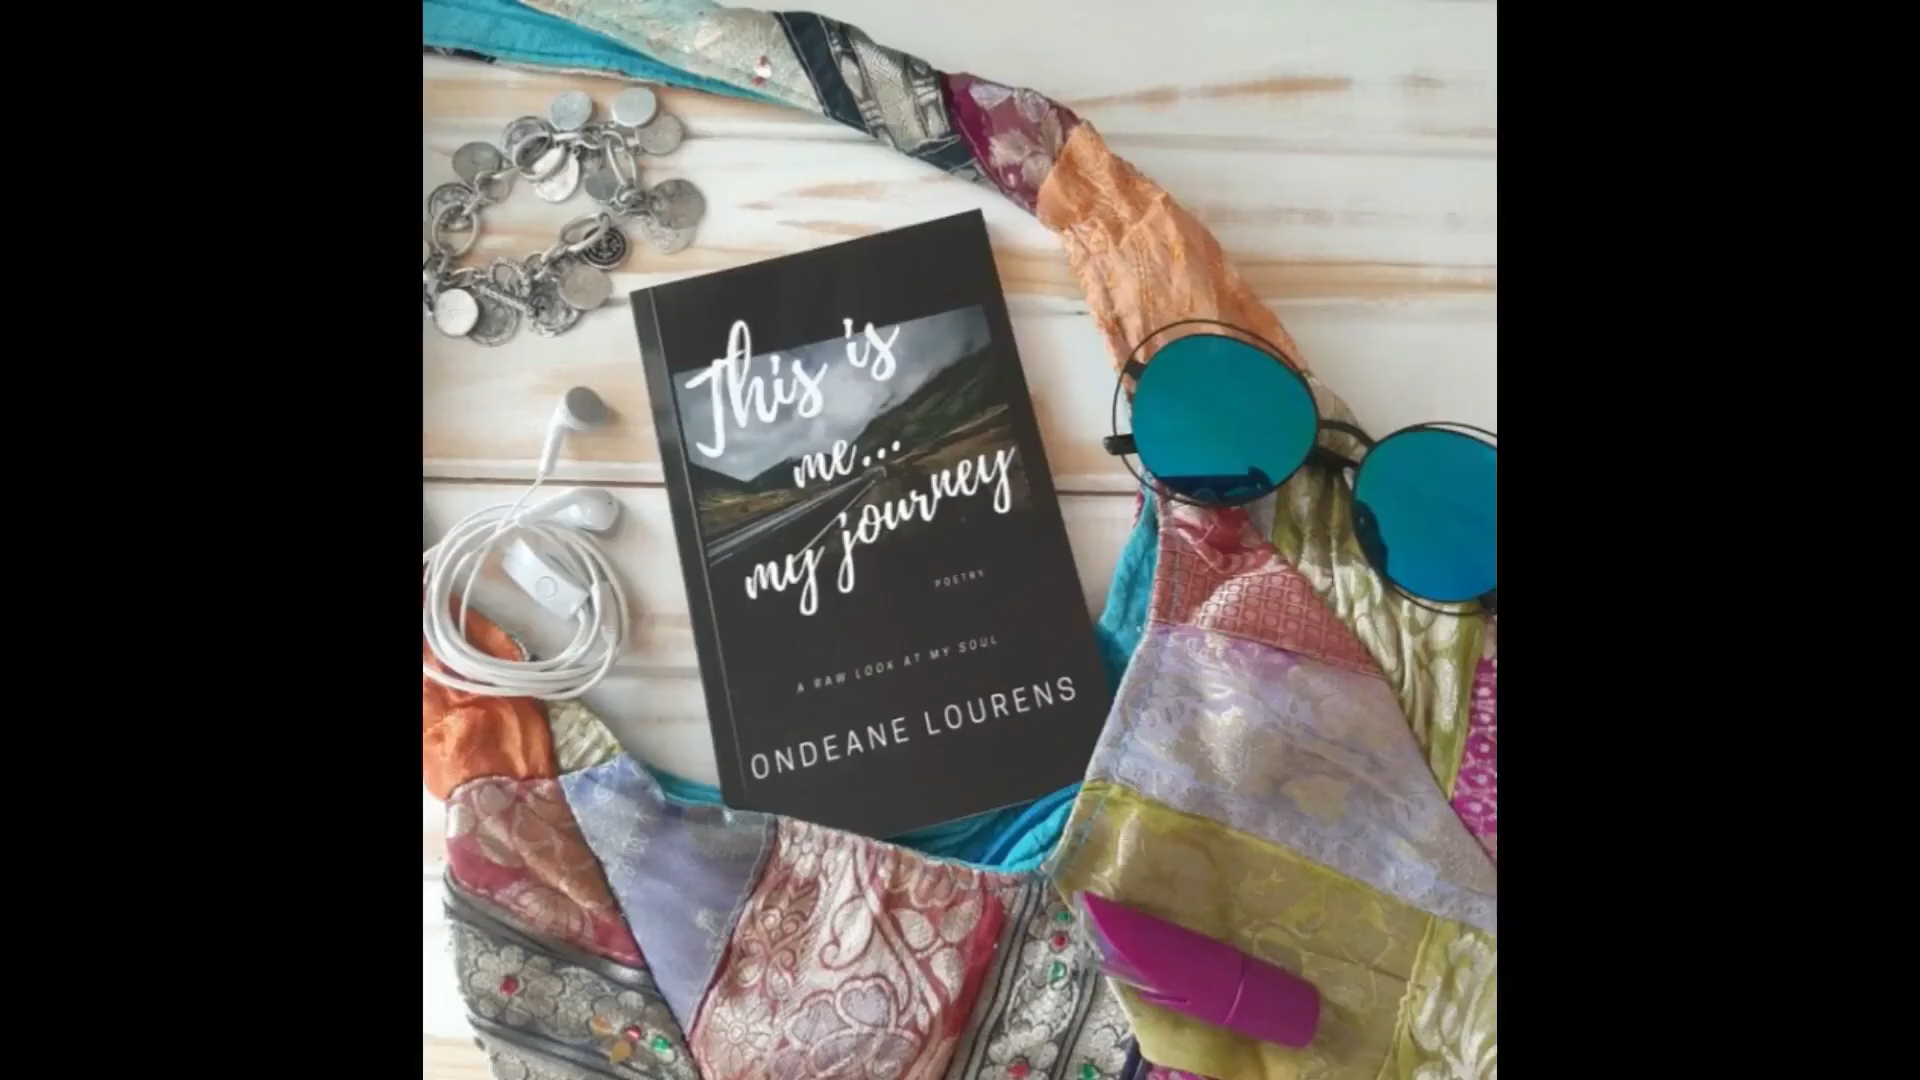 This is
me...
my journey
POETRY
A RAW LOOK AT MY SOUL
ONDEANE LOURENS